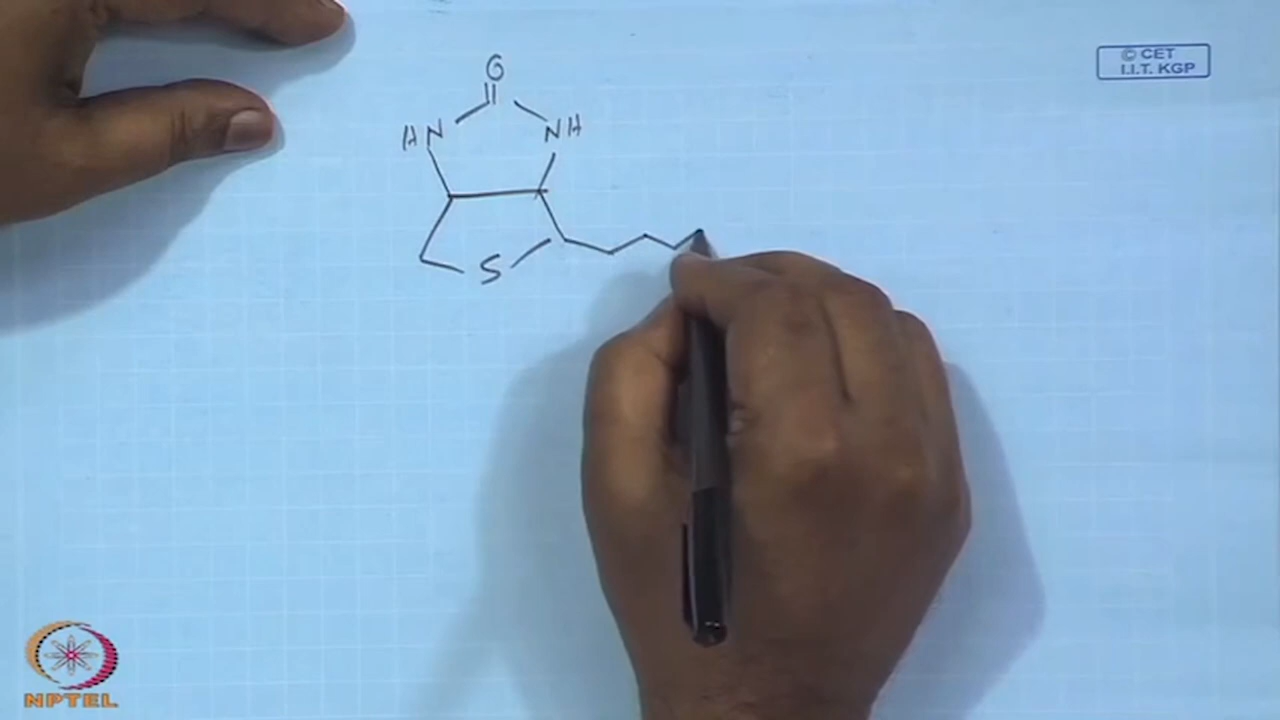 O
© CET
I.I.T. KGP
HN NH
S
NPTEL